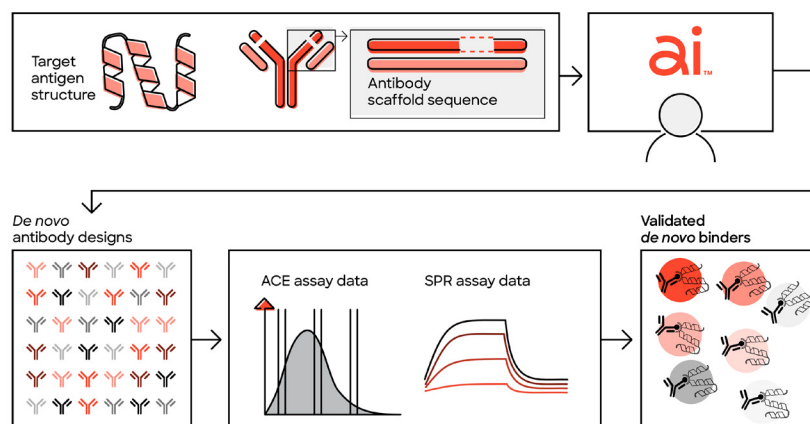 Target
antigen
structure
Antibody
scaffold sequence
ai™
De novo
antibody designs
ACE assay data
SPR assay data
Validated
de novo binders